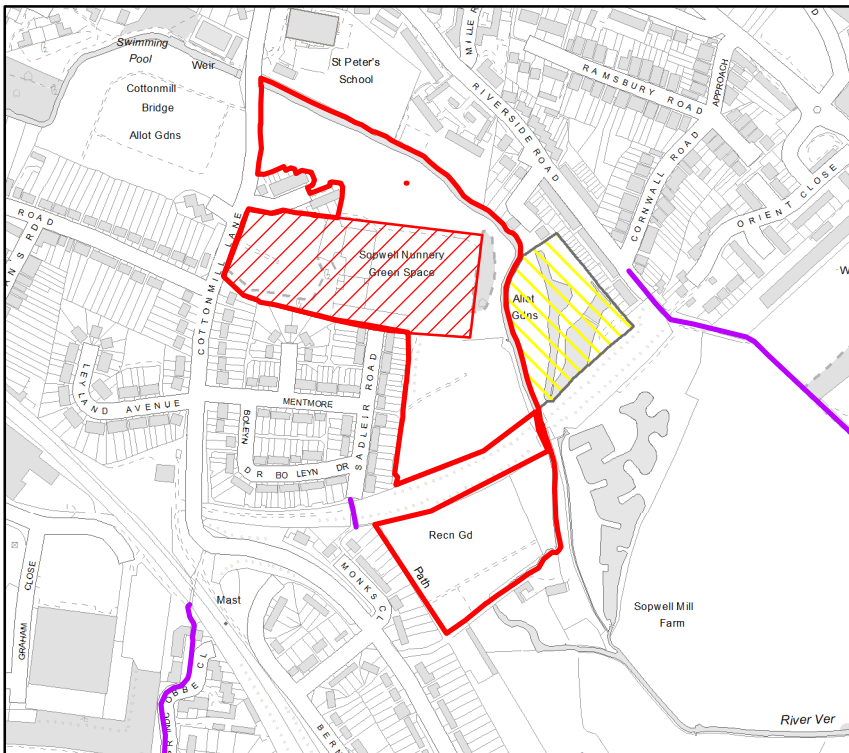 Swimming
Pool
Weir
Cottonmill
Bridge
Allot Gdns
St Peter's
School
RIVERSIDE ROAD
RAMSBURY ROAD
APPROACH
CORNWALL ROAD
ORIENT CLOSE
ROAD
COTTONMILL LANE
Sopwell Nunnery
Green Space
Allot
Gdns
LEYLAND AVENUE
MENTMORE
BOLEYN
DR BOLEYN DR
SADLEIR ROAD
Recn Gd
Path
MONKS CL
Mast
GRAHAM CLOSE
Sopwell Mill
Farm
River Ver